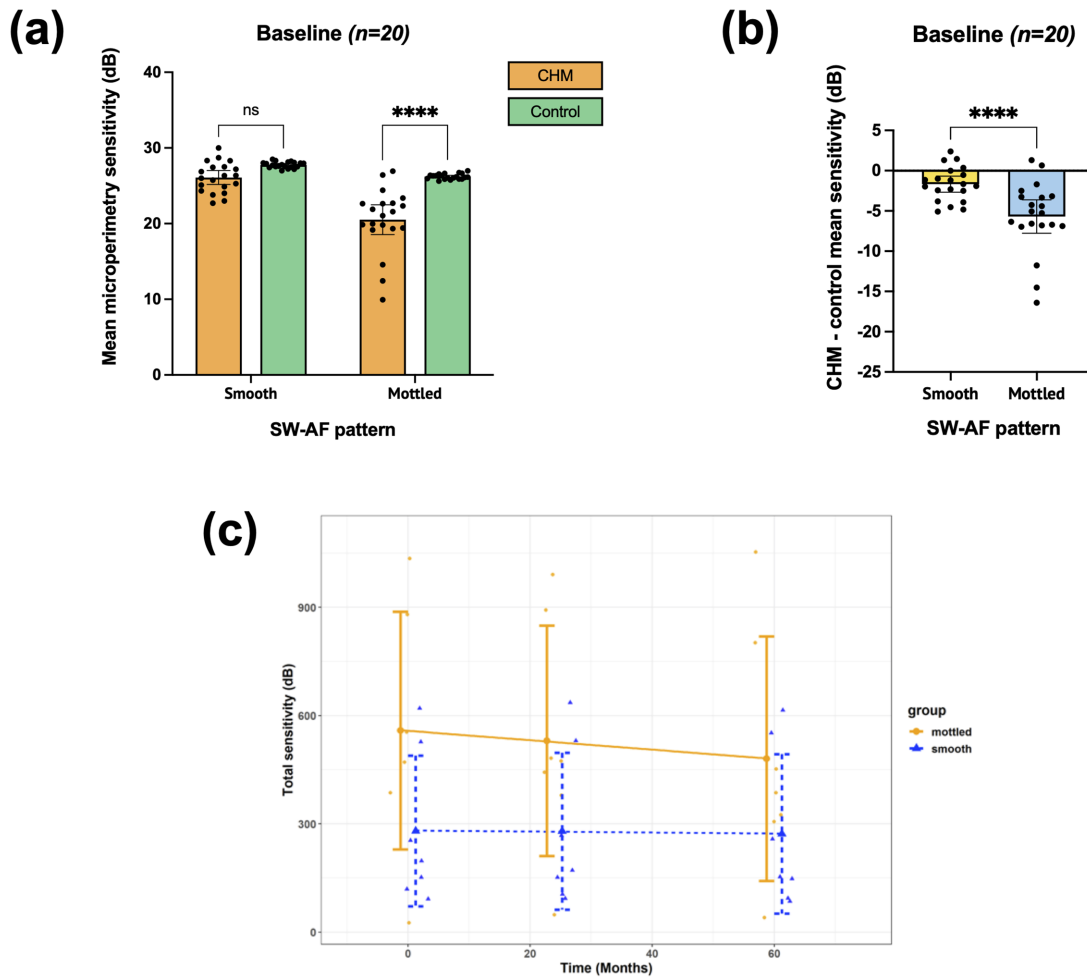 (a)
Baseline (n=20)
Mean microperimetry sensitivity (dB)
40
30
20
10
0
ns
****
CHM
Control
Smooth
Mottled
SW-AF pattern
(b)
Baseline (n=20)
CHM - control mean sensitivity (dB)
****
5
0
-5
-10
-15
-20
-25
Smooth
Mottled
SW-AF pattern
(c)
Total sensitivity (dB)
900
600
300
0
0
20
40
60
Time (Months)
group
mottled
smooth